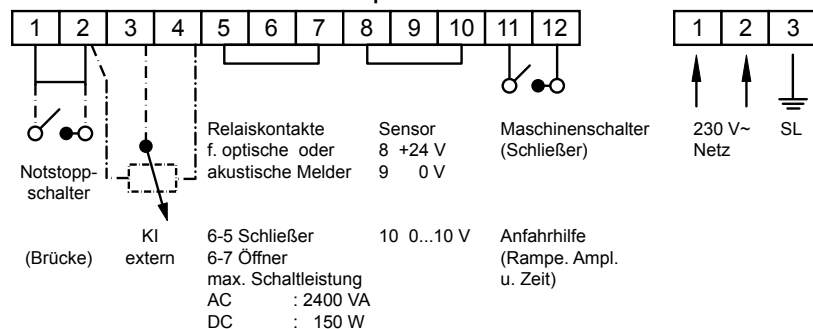 1 2 3 4 5 6 7 8 9 10 11 12
1 2 3
Notstopp-
schalter
(Brücke)
KI
extern
Relaiskontakte
f. optische oder
akustische Melder
6-5 Schließer
6-7 Öffner
max. Schaltleistung
AC : 2400 VA
DC : 150 W
Sensor
8 +24 V
9 0 V
10 0...10 V
Maschinenschalter
(Schließer)
Anfahrhilfe
(Rampe. Ampl.
u. Zeit)
230 V~
Netz
SL